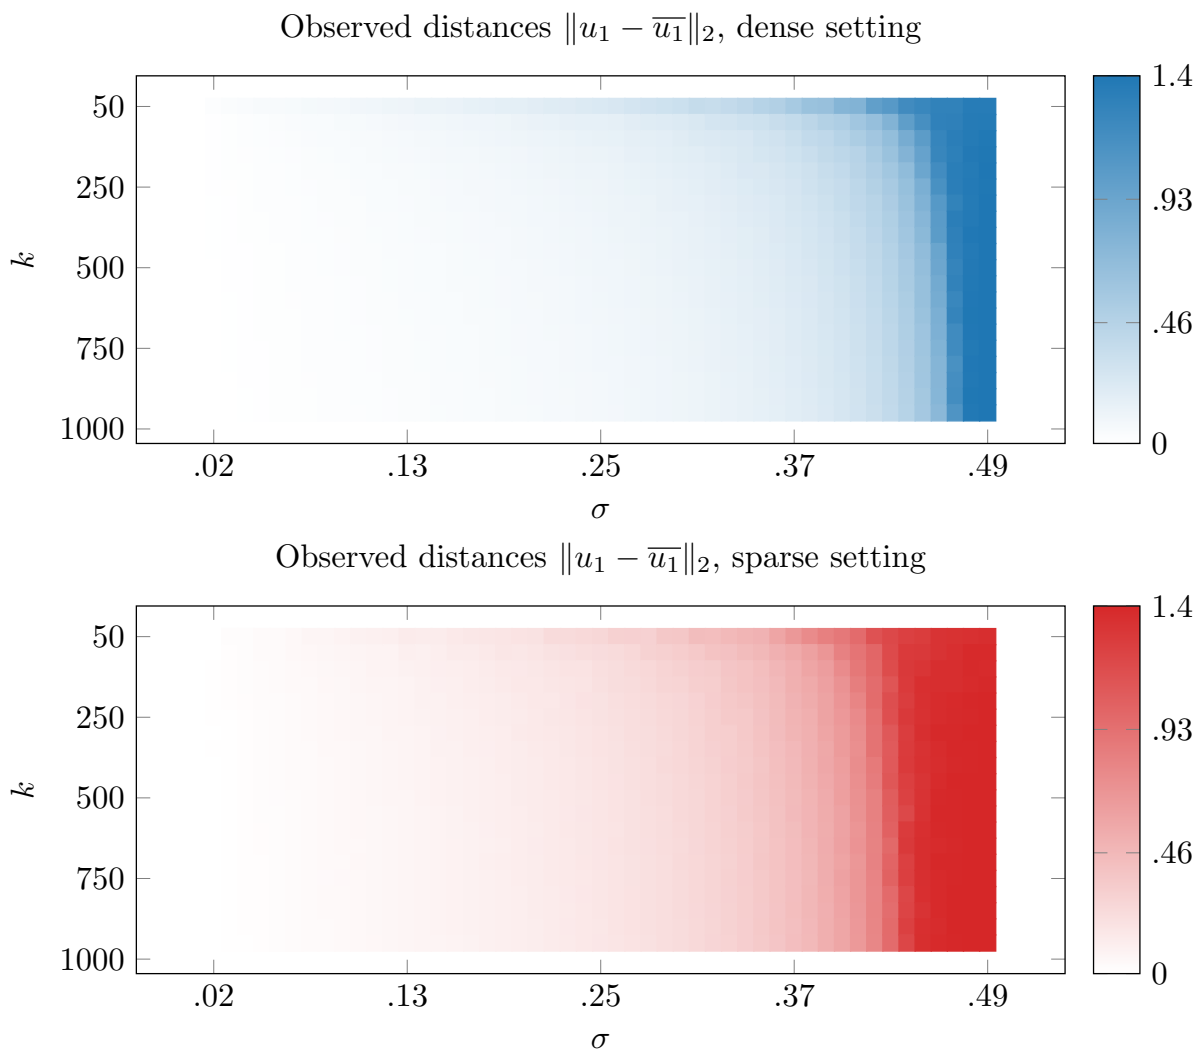 Observed distances ‖u₁ − u₁̅‖₂, dense setting
1.4
50
.93
250
k
500
.46
750
1000
0
.02 .13 .25 .37 .49
σ
Observed distances ‖u₁ − u₁̅‖₂, sparse setting
1.4
50
.93
250
k
500
.46
750
1000
0
.02 .13 .25 .37 .49
σ